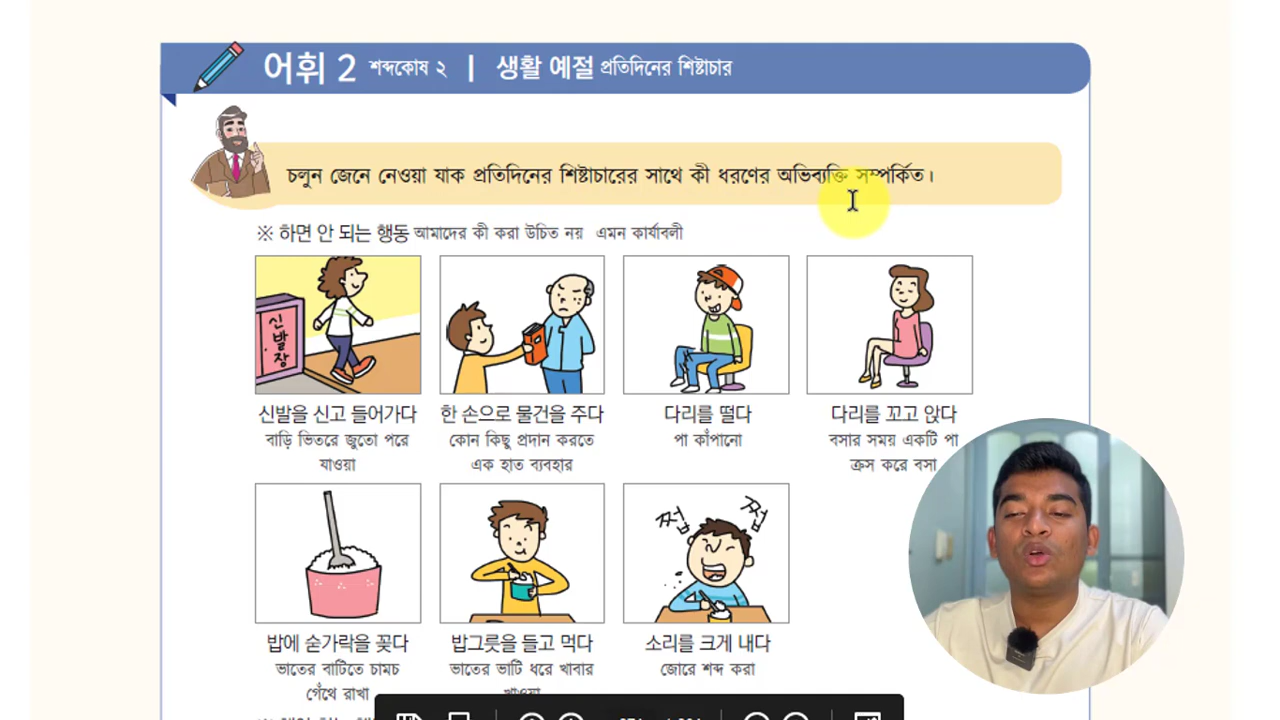 어휘 2 শব্দকোষ ২ | 생활 예절 প্রতিদিনের শিষ্টাচার
চলুন জেনে নেওয়া যাক প্রতিদিনের শিষ্টাচারের সাথে কী ধরণের অভিব্যক্তি সম্পর্কিত।
※ 하면 안 되는 행동 আমাদের কী করা উচিত নয় এমন কার্যাবলী
신발장
쩝 쩝
신발을 신고 들어가다
বাড়ি ভিতরে জুতো পরে
যাওয়া
한 손으로 물건을 주다
কোন কিছু প্রদান করতে
এক হাত ব্যবহার
다리를 떨다
পা কাঁপানো
다리를 꼬고 앉다
বসার সময় একটি পা
ক্রস করে বসা
밥에 숟가락을 꽂다
ভাতের বাটিতে চামচ
গেঁথে রাখা
밥그릇을 들고 먹다
ভাতের ভাটি ধরে খাবার
소리를 크게 내다
জোরে শব্দ করা